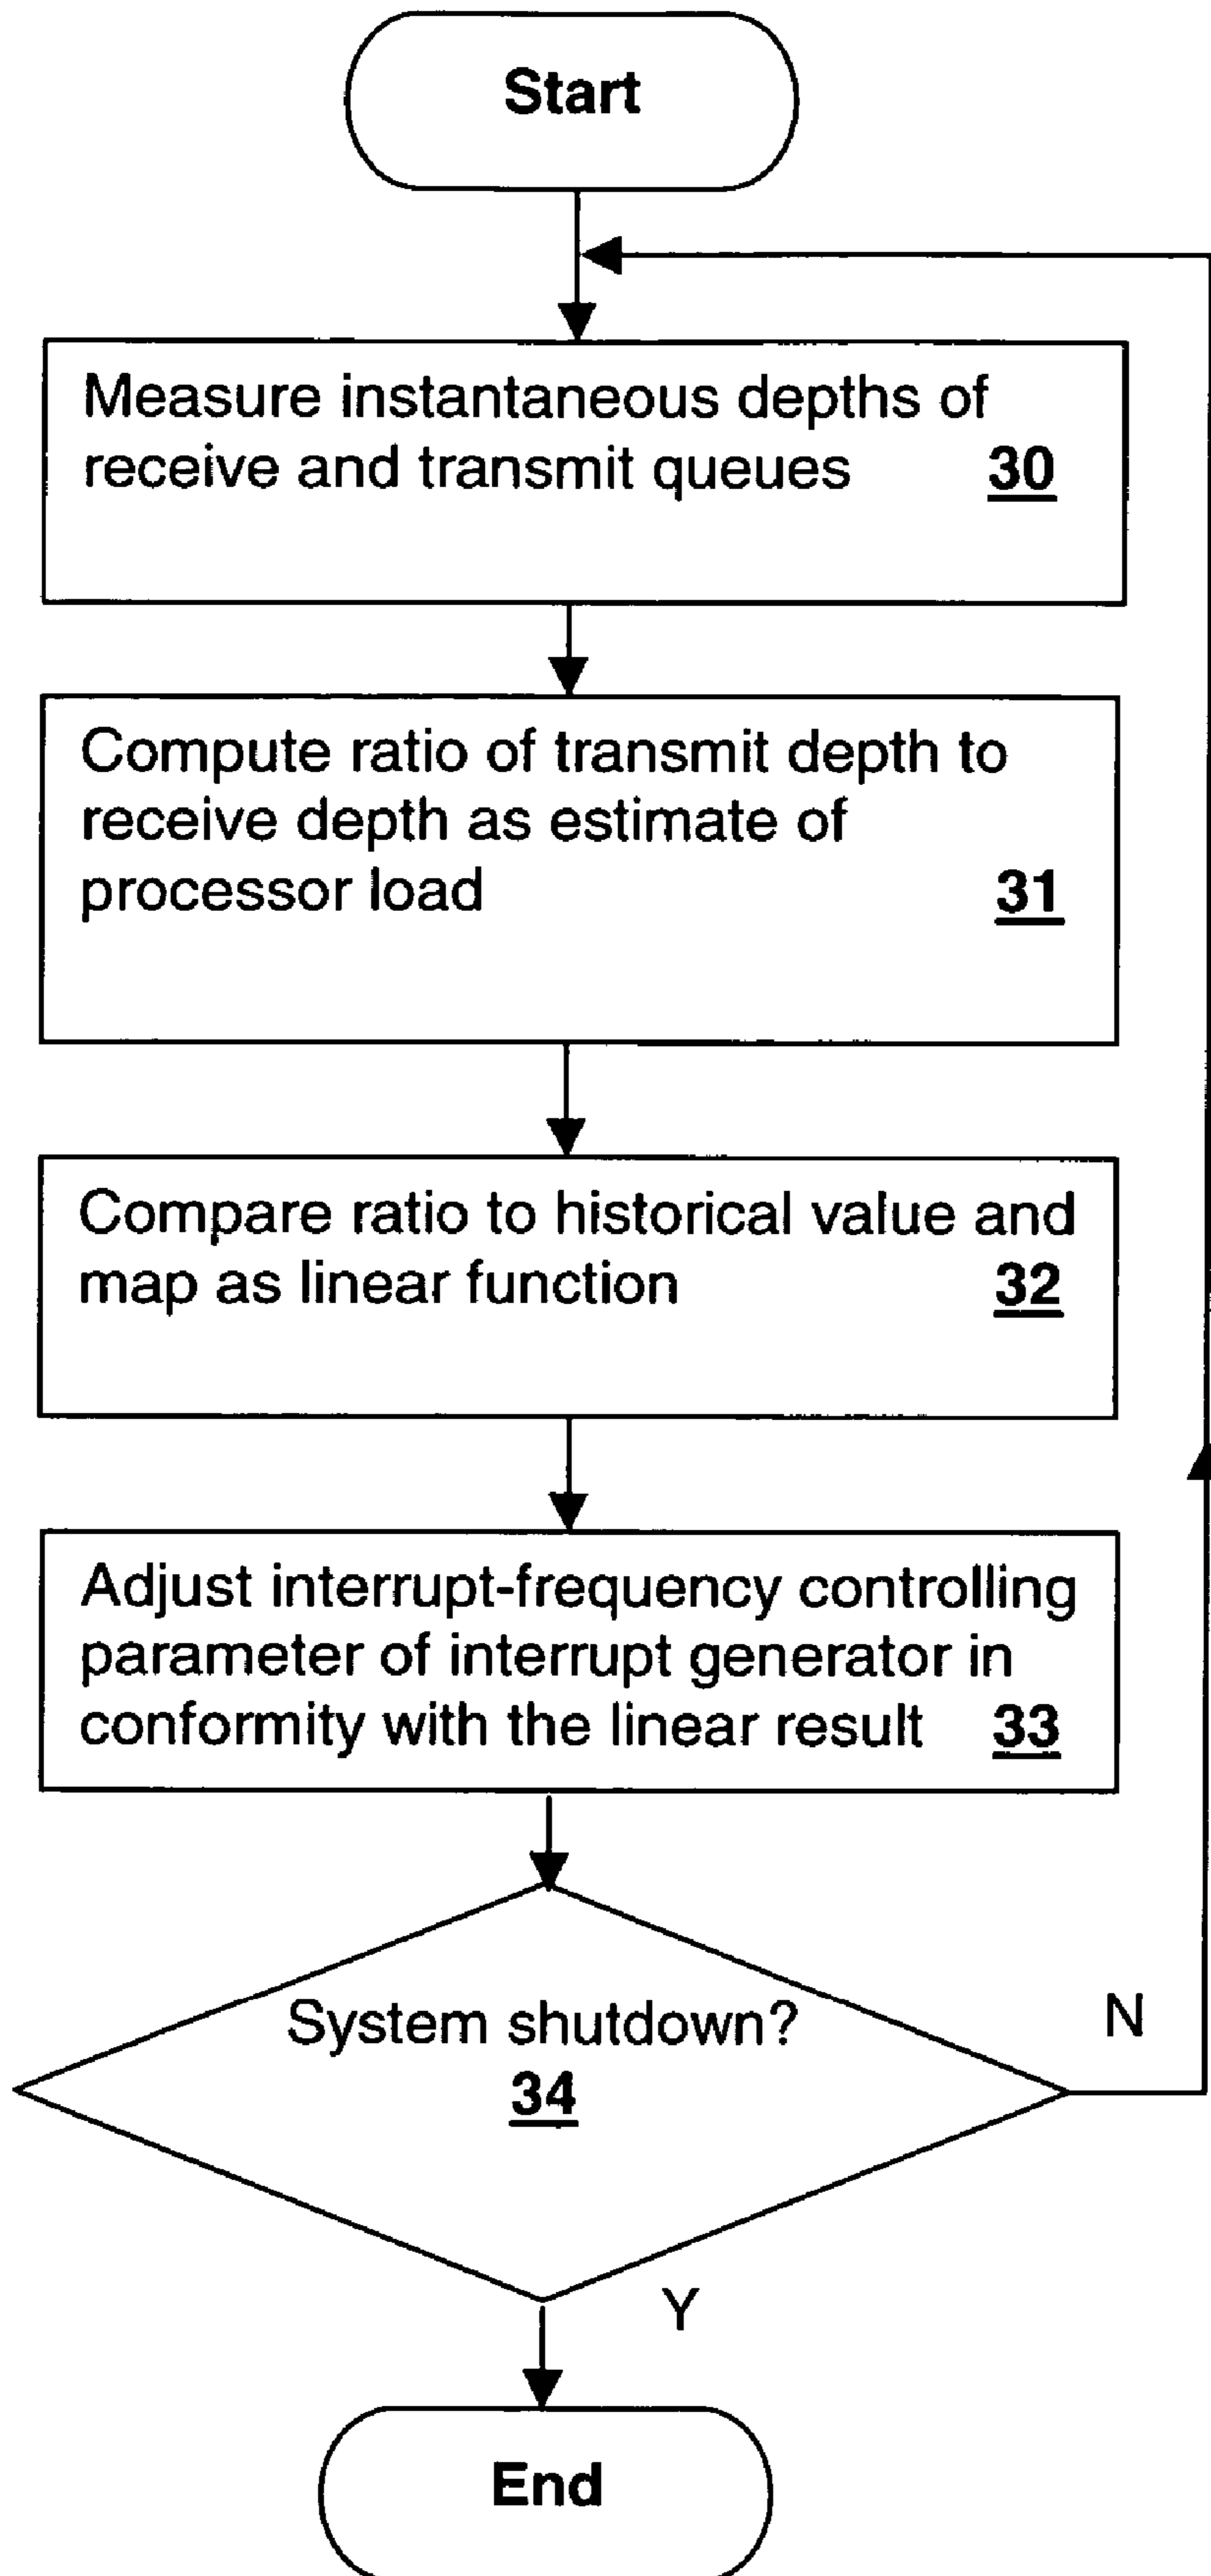 Start
Measure instantaneous depths of
receive and transmit queues 30
Compute ratio of transmit depth to
receive depth as estimate of
processor load 31
Compare ratio to historical value and
map as linear function 32
Adjust interrupt-frequency controlling
parameter of interrupt generator in
conformity with the linear result 33
System shutdown?
34
N
Y
End